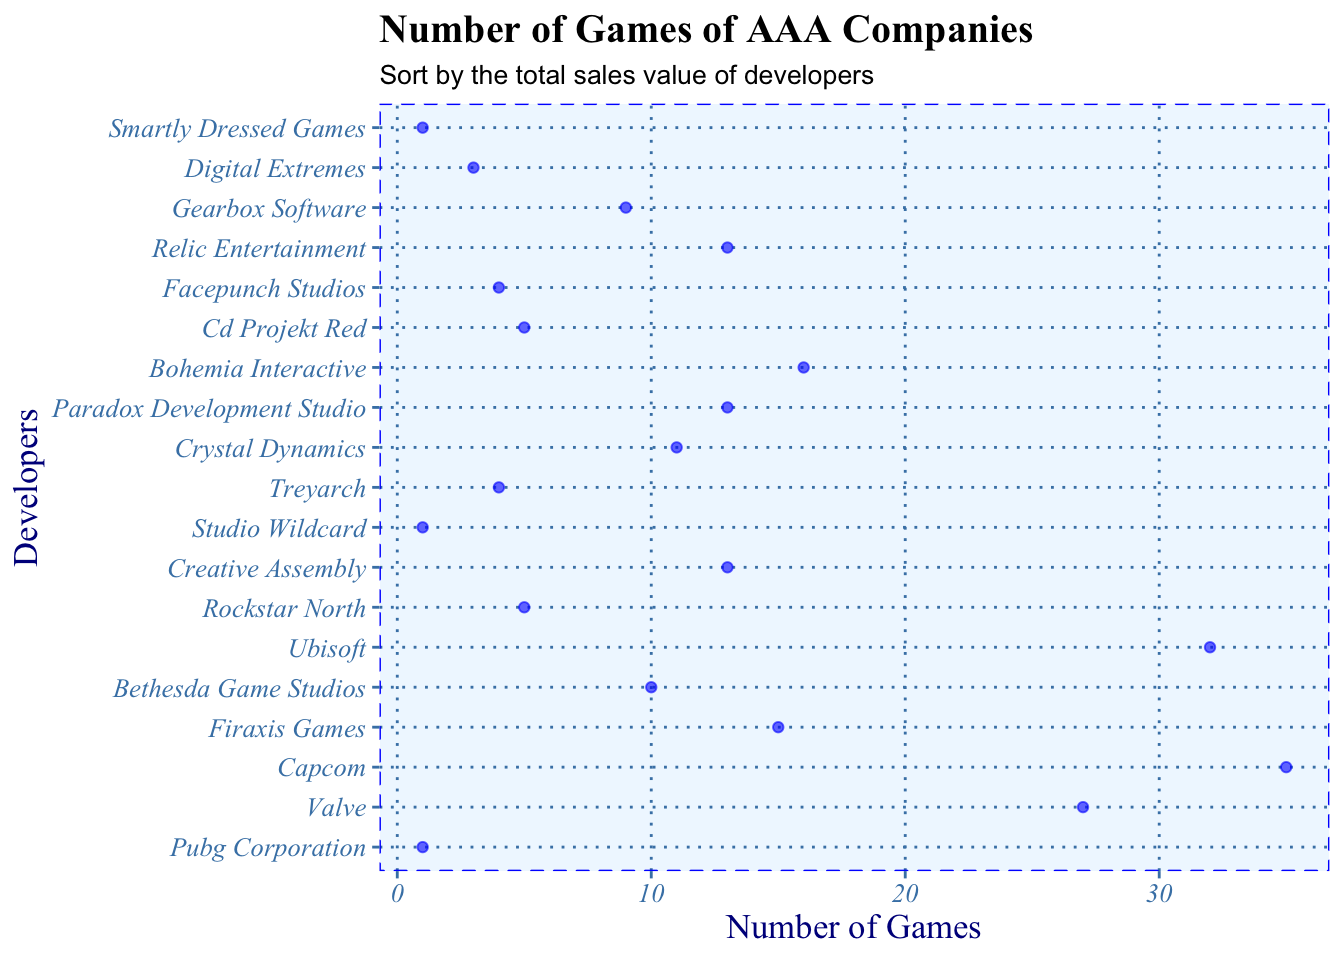 Number of Games of AAA Companies
Sort by the total sales value of developers
Developers
Smartly Dressed Games
Digital Extremes
Gearbox Software
Relic Entertainment
Facepunch Studios
Cd Projekt Red
Bohemia Interactive
Paradox Development Studio
Crystal Dynamics
Treyarch
Studio Wildcard
Creative Assembly
Rockstar North
Ubisoft
Bethesda Game Studios
Firaxis Games
Capcom
Valve
Pubg Corporation
0 10 20 30
Number of Games